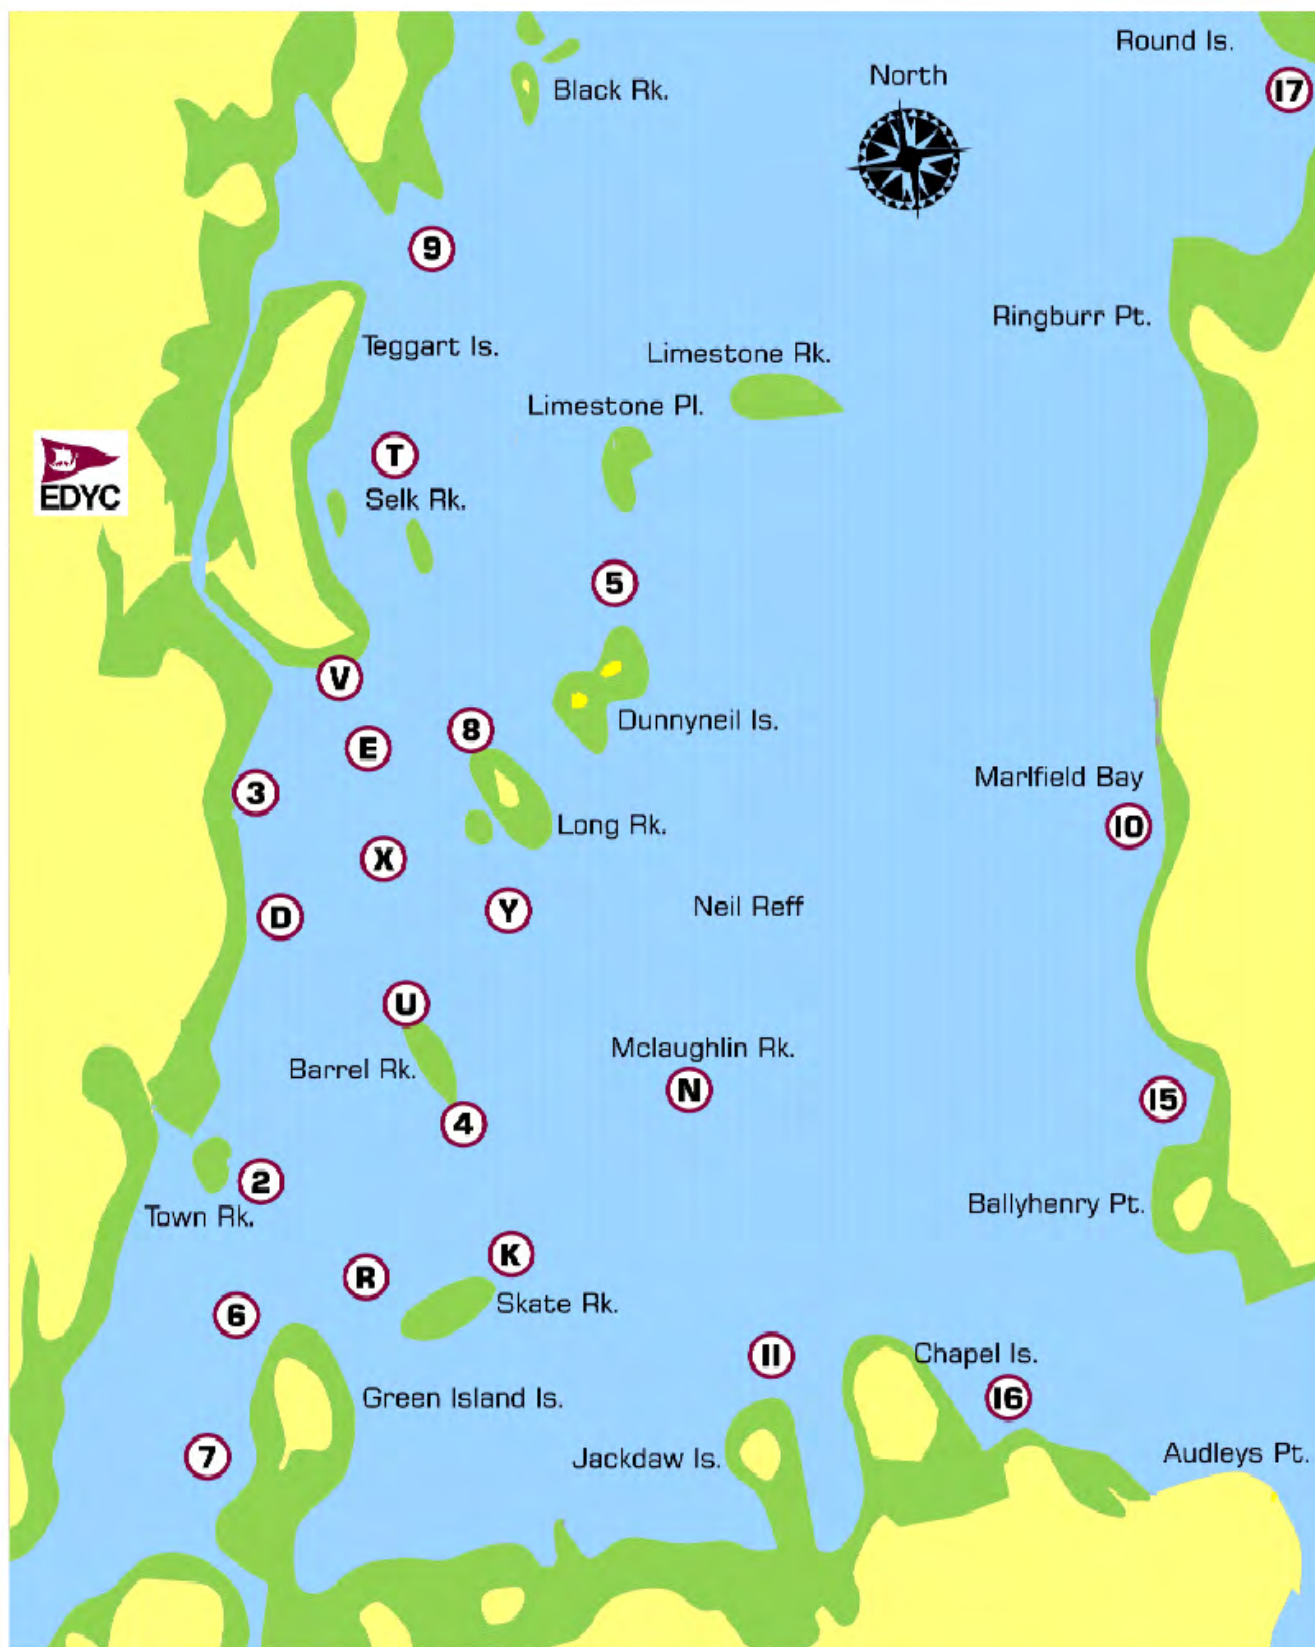 Round Is.
North
17
Black Rk.
9
Ringburr Pt.
Teggart Is.
Limestone Rk.
Limestone Pl.
T
EDYC
Selk Rk.
5
V
8
Dunnyneil Is.
E
Marlfield Bay
3
Long Rk.
10
X
Neil Reff
Y
D
U
Mclaughlin Rk.
Barrel Rk.
N
15
4
2
Ballyhenry Pt.
Town Rk.
K
R
Skate Rk.
6
11
Chapel Is.
16
Green Island Is.
Audleys Pt.
7
Jackdaw Is.